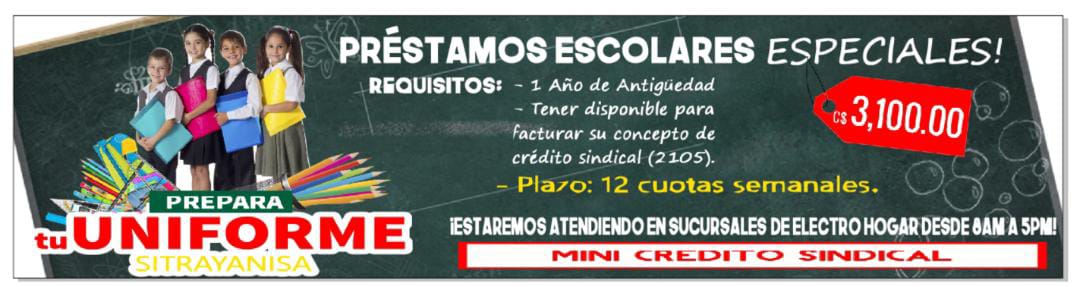 PRÉSTAMOS ESCOLARES ESPECIALES!
REQUISITOS: - 1 Año de Antigüedad
- Tener disponible para
facturar su concepto de
crédito sindical (2105).
C$ 3,100.00
- Plazo: 12 cuotas semanales.
PREPARA
tu UNIFORME
SITRAYANISA
¡ESTAREMOS ATENDIENDO EN SUCURSALES DE ELECTRO HOGAR DESDE 8AM A 5PM!
MINI CREDITO SINDICAL